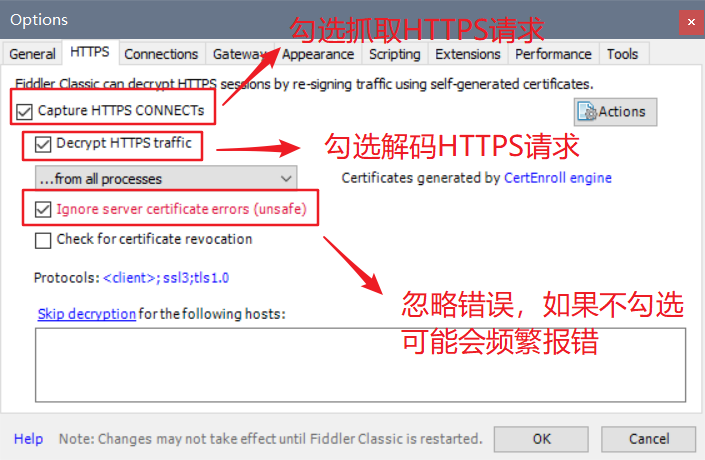 Options
勾选抓取HTTPS请求
General HTTPS Connections Gateway Appearance Scripting Extensions Performance Tools
Fiddler Classic can decrypt HTTPS sessions by re-signing traffic using self-generated certificates.
Capture HTTPS CONNECTs
Actions
Decrypt HTTPS traffic
勾选解码HTTPS请求
...from all processes
Certificates generated by CertEnroll engine
Ignore server certificate errors (unsafe)
Check for certificate revocation
Protocols: <client>; ssl3;tls1.0
忽略错误，如果不勾选
可能会频繁报错
Skip decryption for the following hosts:
Help Note: Changes may not take effect until Fiddler Classic is restarted. OK Cancel